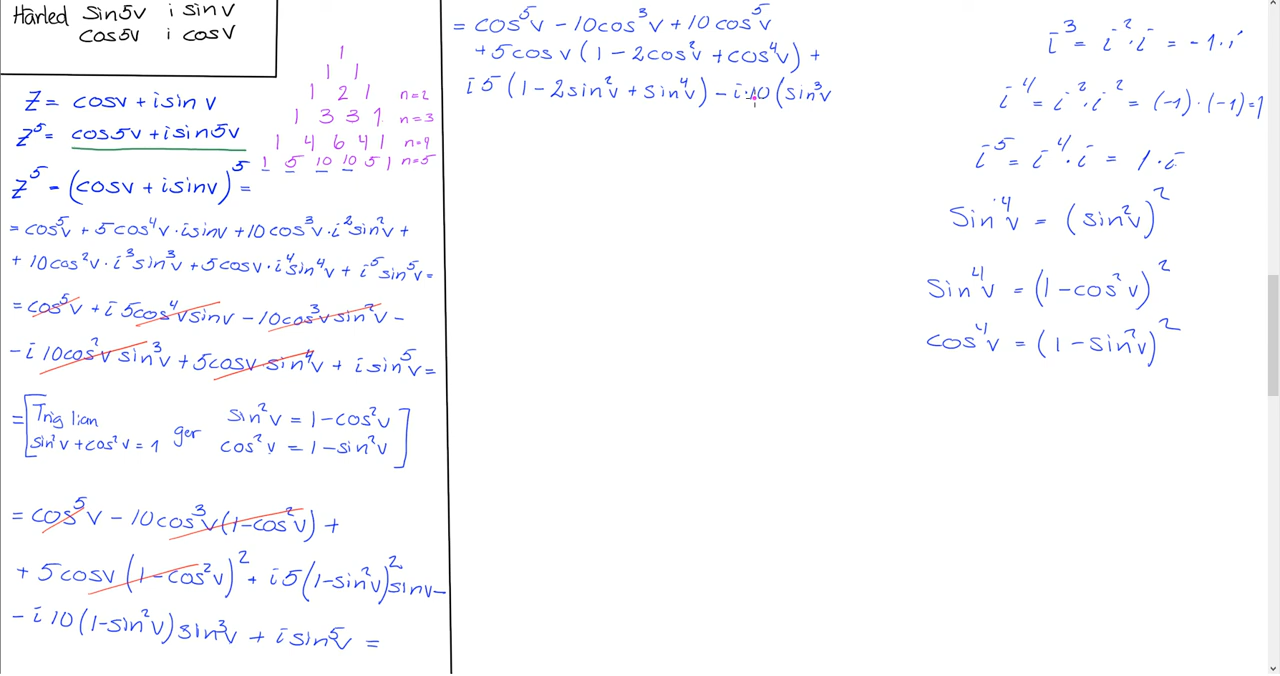 Härled sin5v i sinv
cos5v i cosv
1
1 1
1 2 1 n=2
1 3 3 1 n=3
1 4 6 4 1 n=4
1 5 10 10 5 1 n=5
Z = cosv + i sin v
Z⁵ = cos5v + i sin5v
Z⁵ = (cosv + i sinv)⁵ =
= cos⁵v + 5cos⁴v · i sinv + 10cos³v · i² sin²v +
+ 10cos²v · i³ sin³v + 5cosv · i⁴ sin⁴v + i⁵ sin⁵v =
= cos⁵v + i 5cos⁴v sinv - 10cos³v sin²v -
- i 10cos²v sin³v + 5cosv sin⁴v + i sin⁵v =
= [Trig lian ger sin²v = 1-cos²v
sin²v + cos²v = 1 cos²v = 1-sin²v]
= cos⁵v - 10cos³v(1-cos²v) +
+ 5cosv (1-cos²v)² + i5(1-sin²v)² sinv -
- i 10(1-sin²v) sin³v + i sin⁵v =
= cos⁵v - 10cos³v + 10cos⁵v
+ 5 cos v (1 - 2cos²v + cos⁴v) +
i 5 (1 - 2sin²v + sin⁴v) - i·10 (sin³v
i³ = i² · i = -1 · i
i⁴ = i² · i² = (-1) · (-1) = 1
i⁵ = i⁴ · i = 1 · i
Sin⁴v = (sin²v)²
Sin⁴v = (1-cos²v)²
cos⁴v = (1-sin²v)²